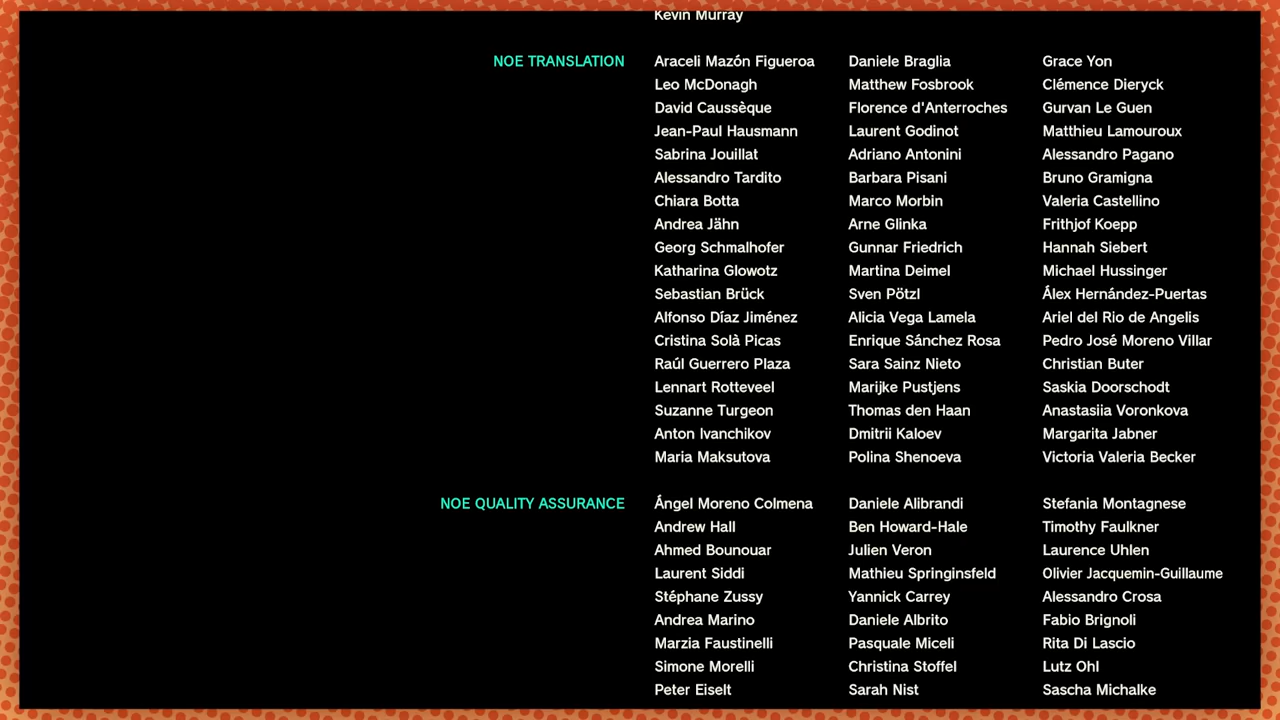 Kevin Murray
NOE TRANSLATION Araceli Mazón Figueroa Daniele Braglia Grace Yon
Leo McDonagh Matthew Fosbrook Clémence Dieryck
David Caussèque Florence d'Anterroches Gurvan Le Guen
Jean-Paul Hausmann Laurent Godinot Matthieu Lamouroux
Sabrina Jouillat Adriano Antonini Alessandro Pagano
Alessandro Tardito Barbara Pisani Bruno Gramigna
Chiara Botta Marco Morbin Valeria Castellino
Andrea Jähn Arne Glinka Frithjof Koepp
Georg Schmalhofer Gunnar Friedrich Hannah Siebert
Katharina Glowotz Martina Deimel Michael Hussinger
Sebastian Brück Sven Pötzl Álex Hernández-Puertas
Alfonso Díaz Jiménez Alicia Vega Lamela Ariel del Rio de Angelis
Cristina Solà Picas Enrique Sánchez Rosa Pedro José Moreno Villar
Raúl Guerrero Plaza Sara Sainz Nieto Christian Buter
Lennart Rotteveel Marijke Pustjens Saskia Doorschodt
Suzanne Turgeon Thomas den Haan Anastasiia Voronkova
Anton Ivanchikov Dmitrii Kaloev Margarita Jabner
Maria Maksutova Polina Shenoeva Victoria Valeria Becker
NOE QUALITY ASSURANCE Ángel Moreno Colmena Daniele Alibrandi Stefania Montagnese
Andrew Hall Ben Howard-Hale Timothy Faulkner
Ahmed Bounouar Julien Veron Laurence Uhlen
Laurent Siddi Mathieu Springinsfeld Olivier Jacquemin-Guillaume
Stéphane Zussy Yannick Carrey Alessandro Crosa
Andrea Marino Daniele Albrito Fabio Brignoli
Marzia Faustinelli Pasquale Miceli Rita Di Lascio
Simone Morelli Christina Stoffel Lutz Ohl
Peter Eiselt Sarah Nist Sascha Michalke